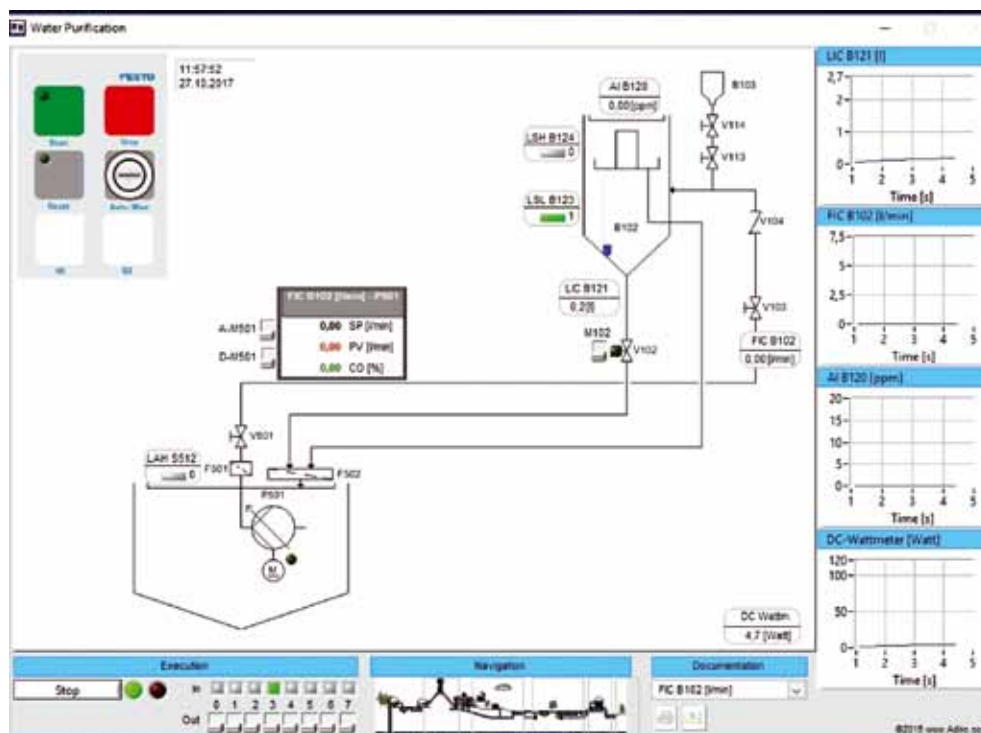 Water Purification
FESTO
11:57:52
27.10.2017
Start
Stop
Reset
Auto / Man
AI B120
0,00[ppm]
B103
V114
V113
LSH B124
0
LSL B123
1
B102
V104
LIC B121
0,2[l]
M102
V102
V103
FIC B102
0,00[l/min]
FIC B102 [l/min] - P501
0,00 SP [l/min]
0,00 PV [l/min]
0,00 CO [%]
A-M501
D-M501
V501
LAH S512
0
F501
F502
P501
M
DC Wattm
4,7 [Watt]
LIC B121 [l]
2,7
2
1
0
1 2 3 4 5
Time [s]
FIC B102 [l/min]
7,5
5
2,5
0
1 2 3 4 5
Time [s]
AI B120 [ppm]
20
15
10
5
0
1 2 3 4 5
Time [s]
DC-Wattmeter [Watt]
120
100
50
0
1 2 3 4 5
Time [s]
Execution
Stop
In
0 1 2 3 4 5 6 7
Out
Navigation
Documentation
FIC B102 [l/min]